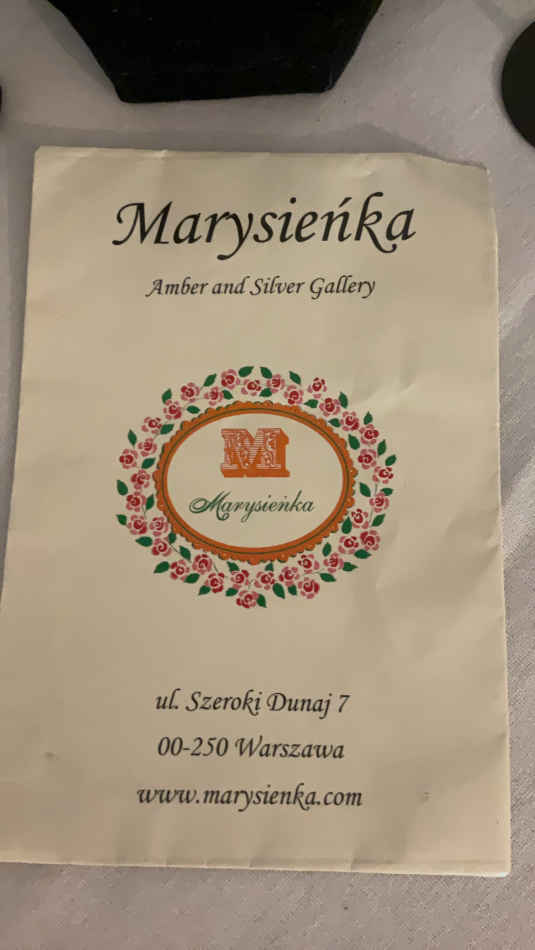 Marysieńka
Amber and Silver Gallery
M
Marysieńka
ul. Szeroki Dunaj 7
00-250 Warszawa
www.marysienka.com